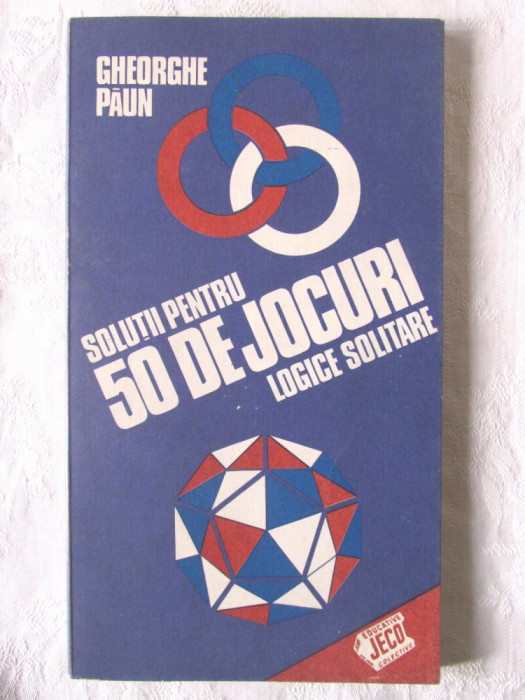 GHEORGHE
PĂUN
SOLUȚII PENTRU
50 DE JOCURI
LOGICE SOLITARE
EDUCATIVE
JECO
COLECTIVE